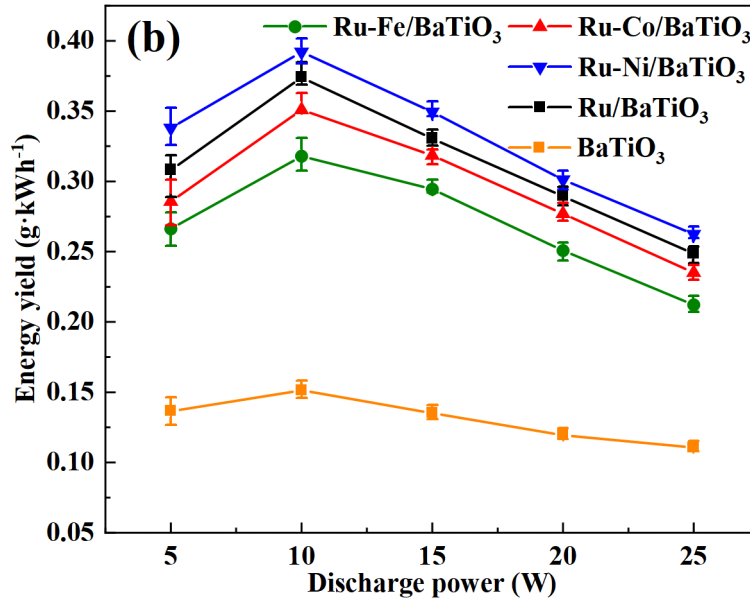 (b)
Ru-Fe/BaTiO₃
Ru-Co/BaTiO₃
Ru-Ni/BaTiO₃
Ru/BaTiO₃
BaTiO₃
Energy yield (g·kWh⁻¹)
0.40
0.35
0.30
0.25
0.20
0.15
0.10
0.05
5 10 15 20 25
Discharge power (W)